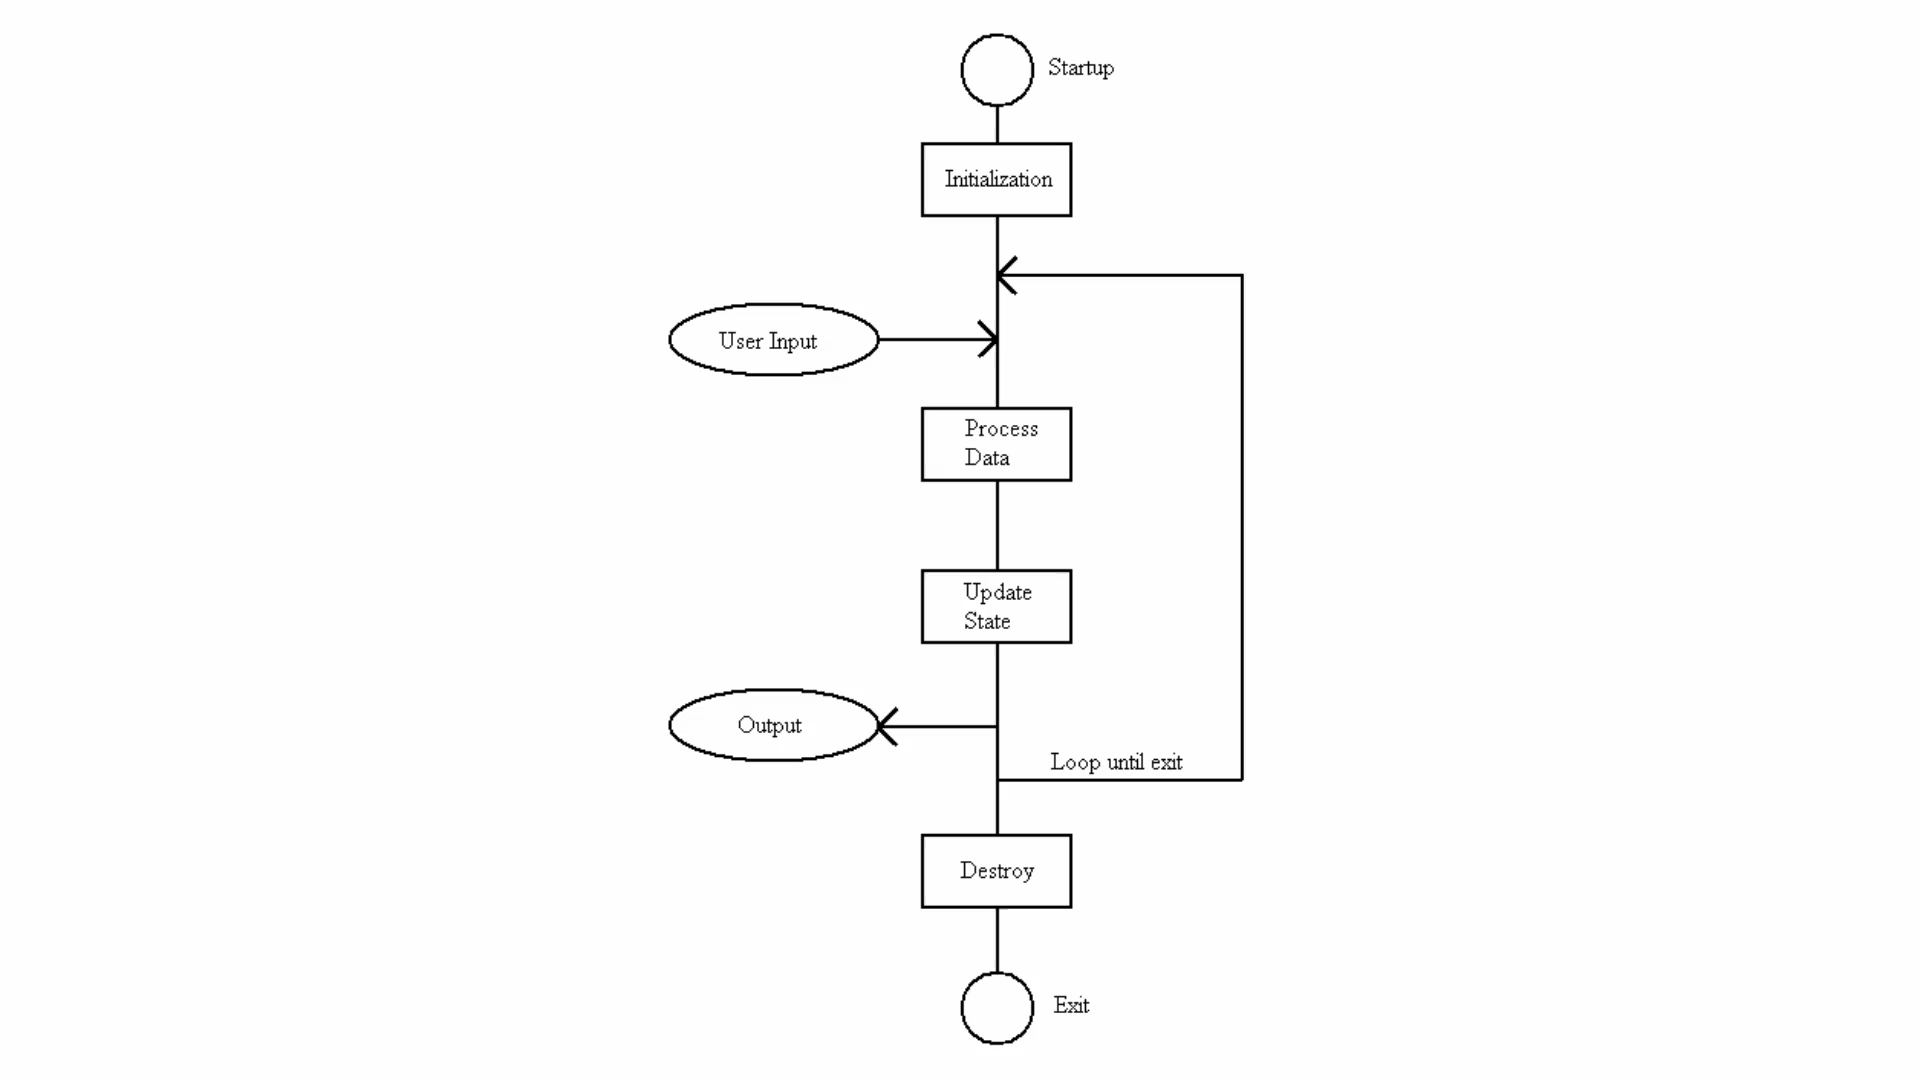 Startup
Initialization
User Input
Process
Data
Update
State
Output
Loop until exit
Destroy
Exit